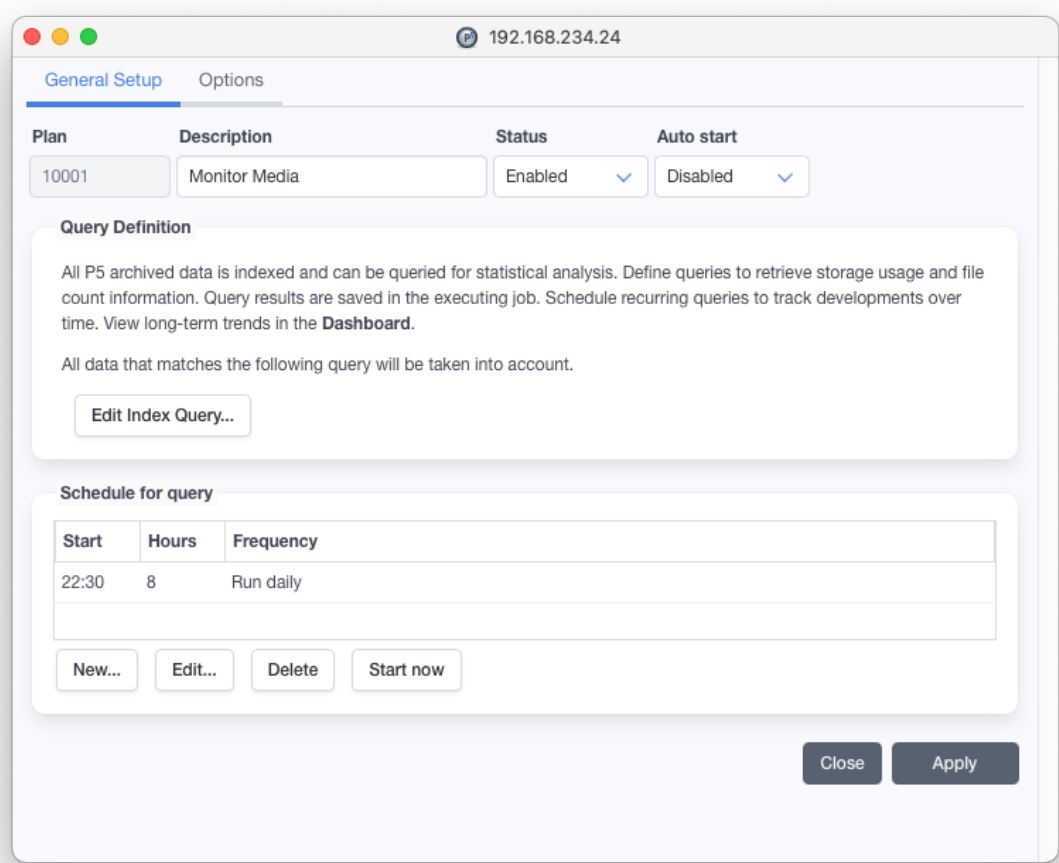 192.168.234.24
General Setup Options
Plan Description Status Auto start
10001 Monitor Media Enabled Disabled
Query Definition
All P5 archived data is indexed and can be queried for statistical analysis. Define queries to retrieve storage usage and file
count information. Query results are saved in the executing job. Schedule recurring queries to track developments over
time. View long-term trends in the Dashboard.
All data that matches the following query will be taken into account.
Edit Index Query...
Schedule for query
Start Hours Frequency
22:30 8 Run daily
New... Edit... Delete Start now
Close Apply